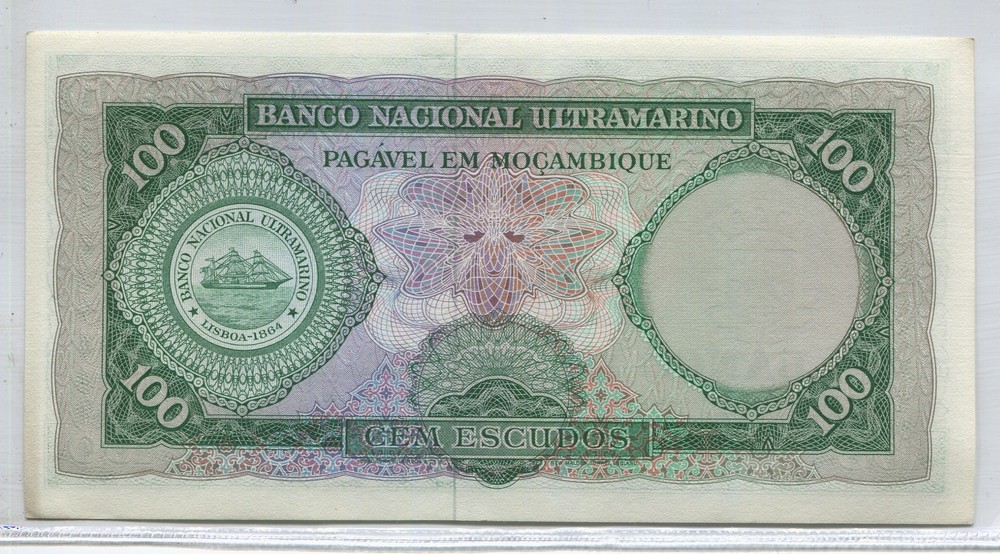 BANCO NACIONAL ULTRAMARINO
PAGÁVEL EM MOÇAMBIQUE
100
100
BANCO NACIONAL ULTRAMARINO
★ LISBOA-1864 ★
100
100
CEM ESCUDOS